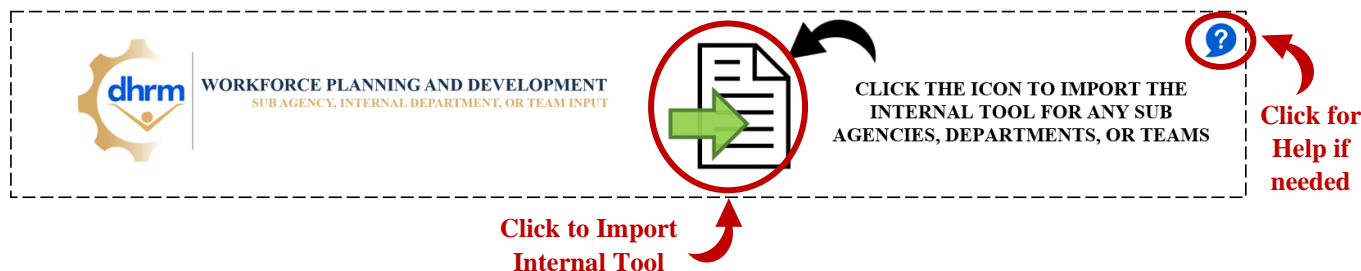 dhrm
WORKFORCE PLANNING AND DEVELOPMENT
SUB AGENCY, INTERNAL DEPARTMENT, OR TEAM INPUT
CLICK THE ICON TO IMPORT THE
INTERNAL TOOL FOR ANY SUB
AGENCIES, DEPARTMENTS, OR TEAMS
?
Click for
Help if
needed
Click to Import
Internal Tool